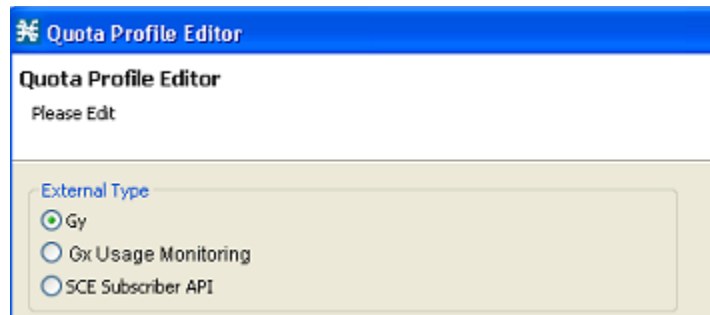 Quota Profile Editor
Quota Profile Editor
Please Edit
External Type
Gy
Gx Usage Monitoring
SCE Subscriber API